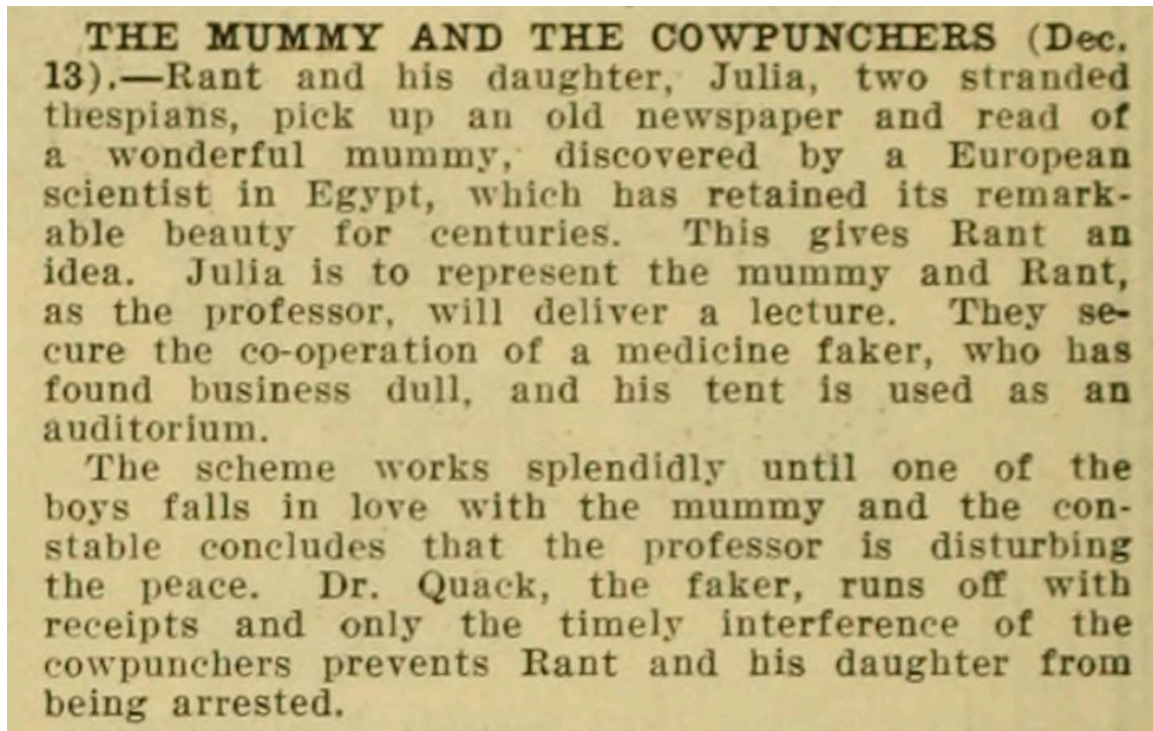 THE MUMMY AND THE COWPUNCHERS (Dec.
13).—Rant and his daughter, Julia, two stranded
thespians, pick up an old newspaper and read of
a wonderful mummy, discovered by a European
scientist in Egypt, which has retained its remark-
able beauty for centuries. This gives Rant an
idea. Julia is to represent the mummy and Rant,
as the professor, will deliver a lecture. They se-
cure the co-operation of a medicine faker, who has
found business dull, and his tent is used as an
auditorium.
The scheme works splendidly until one of the
boys falls in love with the mummy and the con-
stable concludes that the professor is disturbing
the peace. Dr. Quack, the faker, runs off with
receipts and only the timely interference of the
cowpunchers prevents Rant and his daughter from
being arrested.